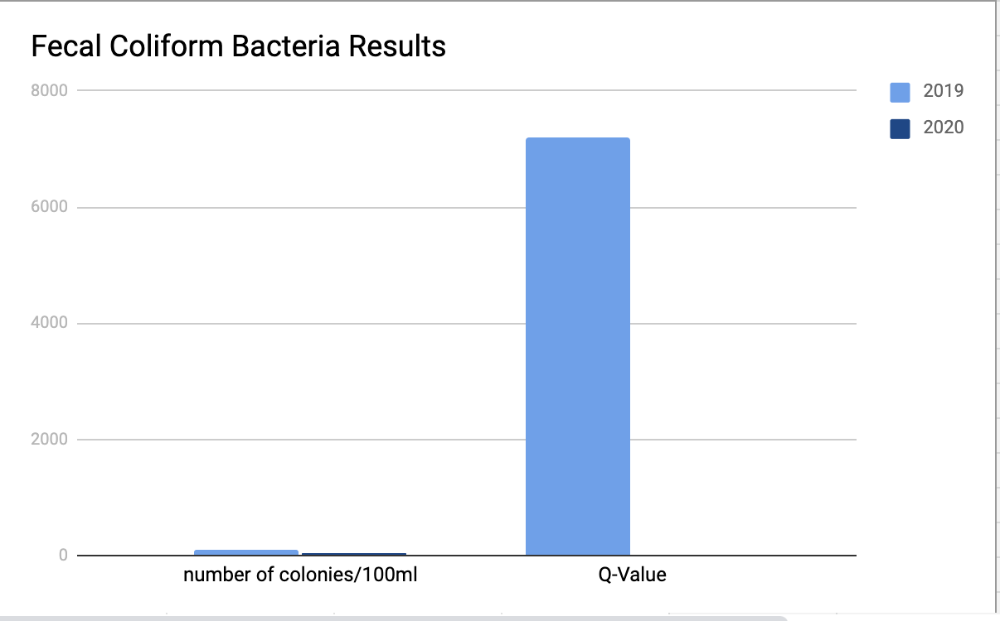 Fecal Coliform Bacteria Results
8000
6000
4000
2000
0
number of colonies/100ml
Q-Value
2019
2020